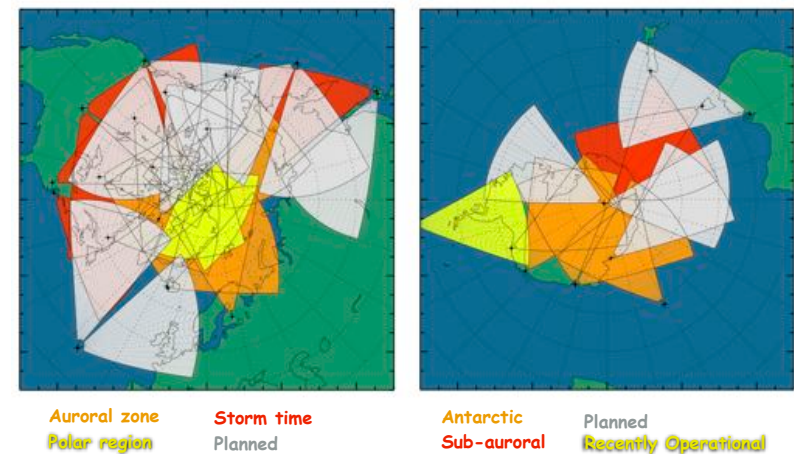 Auroral zone
Storm time
Polar region
Planned
Antarctic
Planned
Sub-auroral
Recently Operational